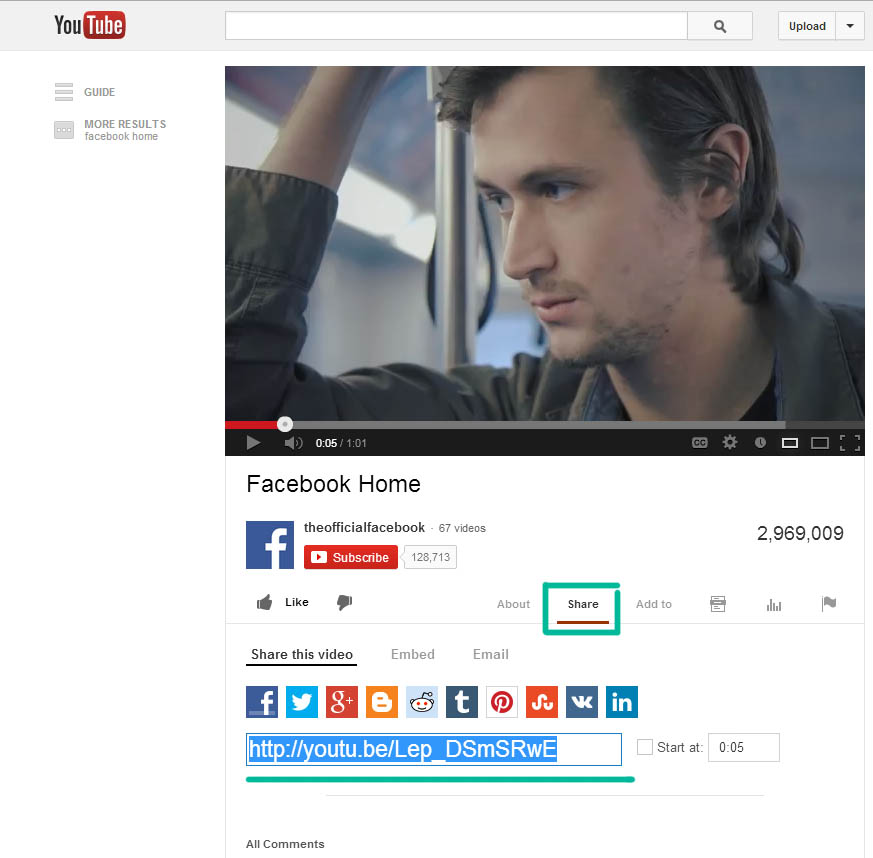 YouTube
Upload
GUIDE
MORE RESULTS
facebook home
0:05 / 1:01
CC
Facebook Home
theofficialfacebook · 67 videos
2,969,009
Subscribe 128,713
Like
About
Share
Add to
Share this video
Embed
Email
http://youtu.be/Lep_DSmSRwE
Start at: 0:05
All Comments